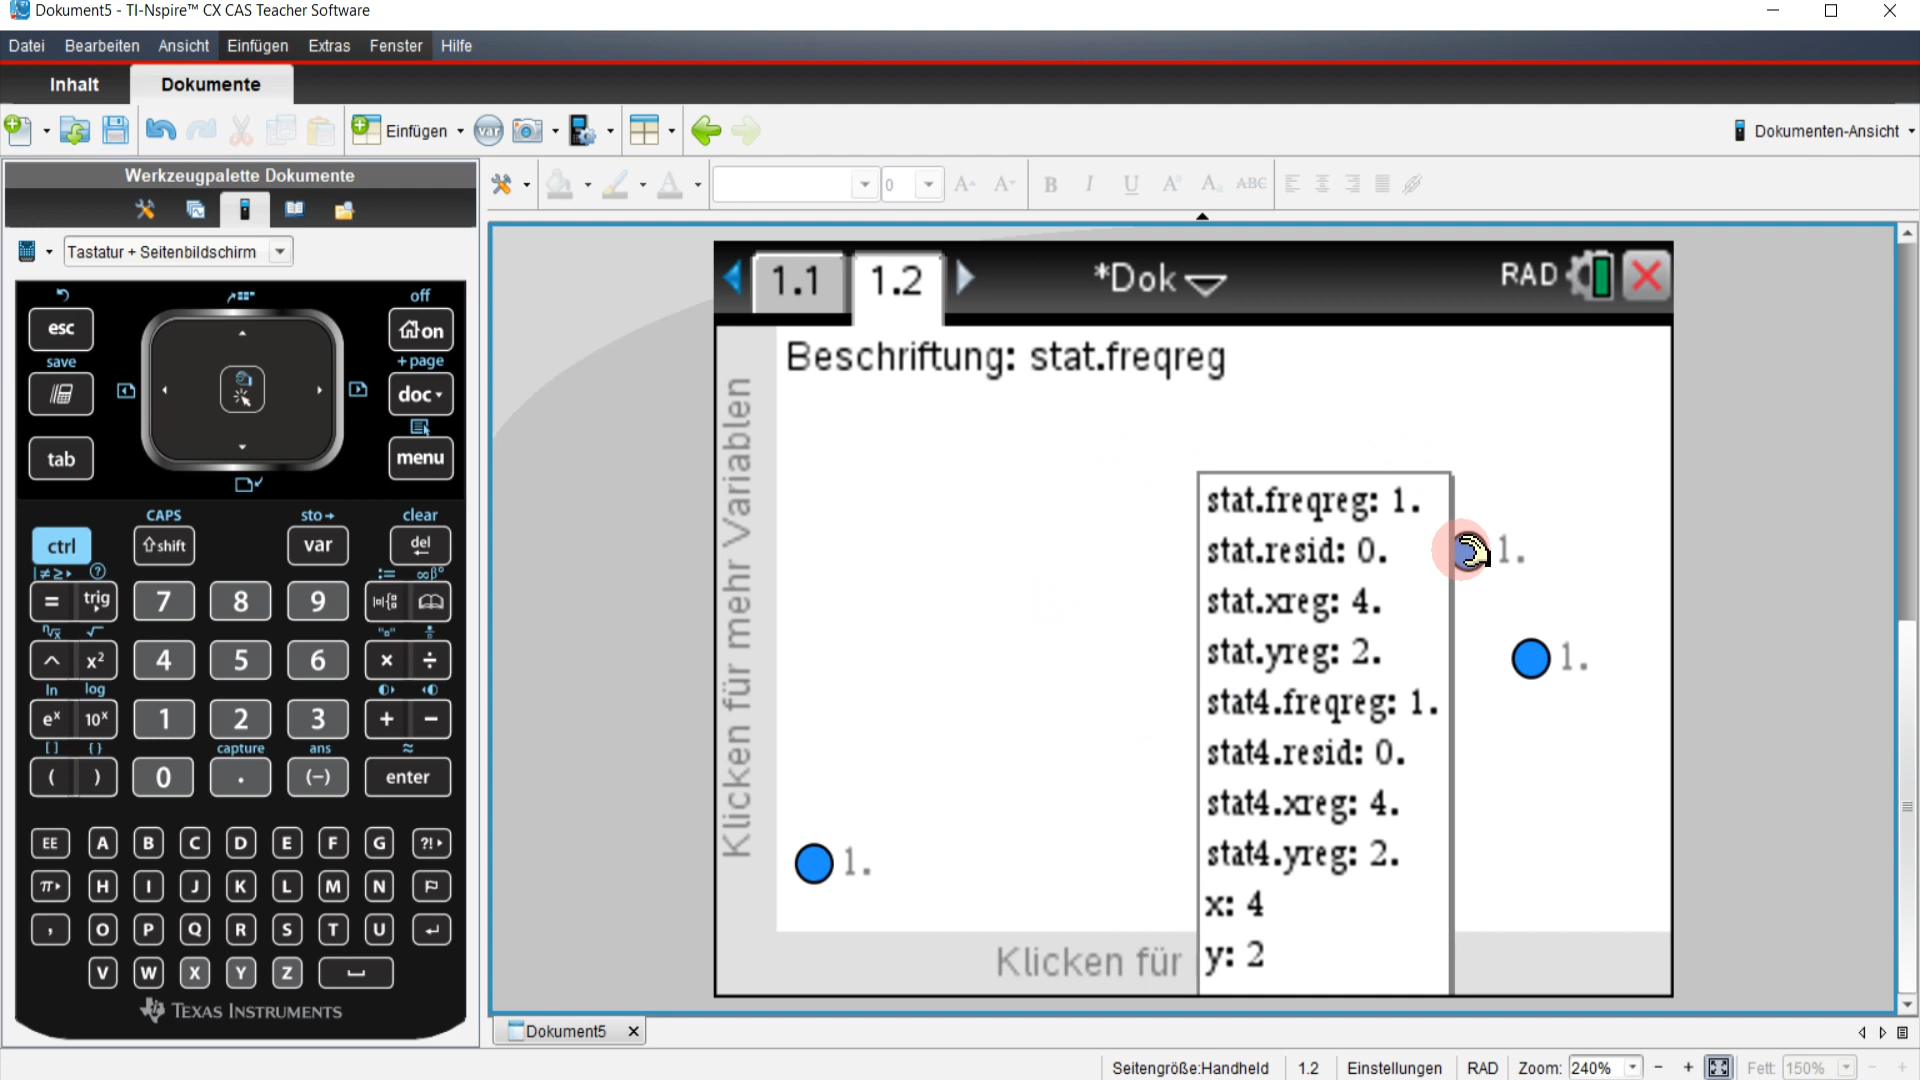 Dokument5 - TI-Nspire™ CX CAS Teacher Software
Datei Bearbeiten Ansicht Einfügen Extras Fenster Hilfe
Inhalt Dokumente
Einfügen var Dokumenten-Ansicht
Werkzeugpalette Dokumente
0 A A B I U A A ABC
Tastatur + Seitenbildschirm
1.1 1.2 *Dok RAD
Beschriftung: stat.freqreg
Klicken für mehr Variablen
stat.freqreg: 1.
stat.resid: 0.
stat.xreg: 4.
stat.yreg: 2.
stat4.freqreg: 1.
stat4.resid: 0.
stat4.xreg: 4.
stat4.yreg: 2.
x: 4
y: 2
1.
1.
1.
Klicken für
off
esc on
save + page
doc
tab menu
CAPS sto→ clear
ctrl shift var del
|≠≥▸ ? := ∞β°
= trig 7 8 9
ⁿ√x √ "□"
^ x² 4 5 6 × ÷
ln log
eˣ 10ˣ 1 2 3 + −
[ ] { } capture ans ≈
( ) 0 . (−) enter
EE A B C D E F G ?!▸
π▸ H I J K L M N
, O P Q R S T U
V W X Y Z
TEXAS INSTRUMENTS
Dokument5
Seitengröße:Handheld 1.2 Einstellungen RAD Zoom: 240% − + Fett: 150% − +